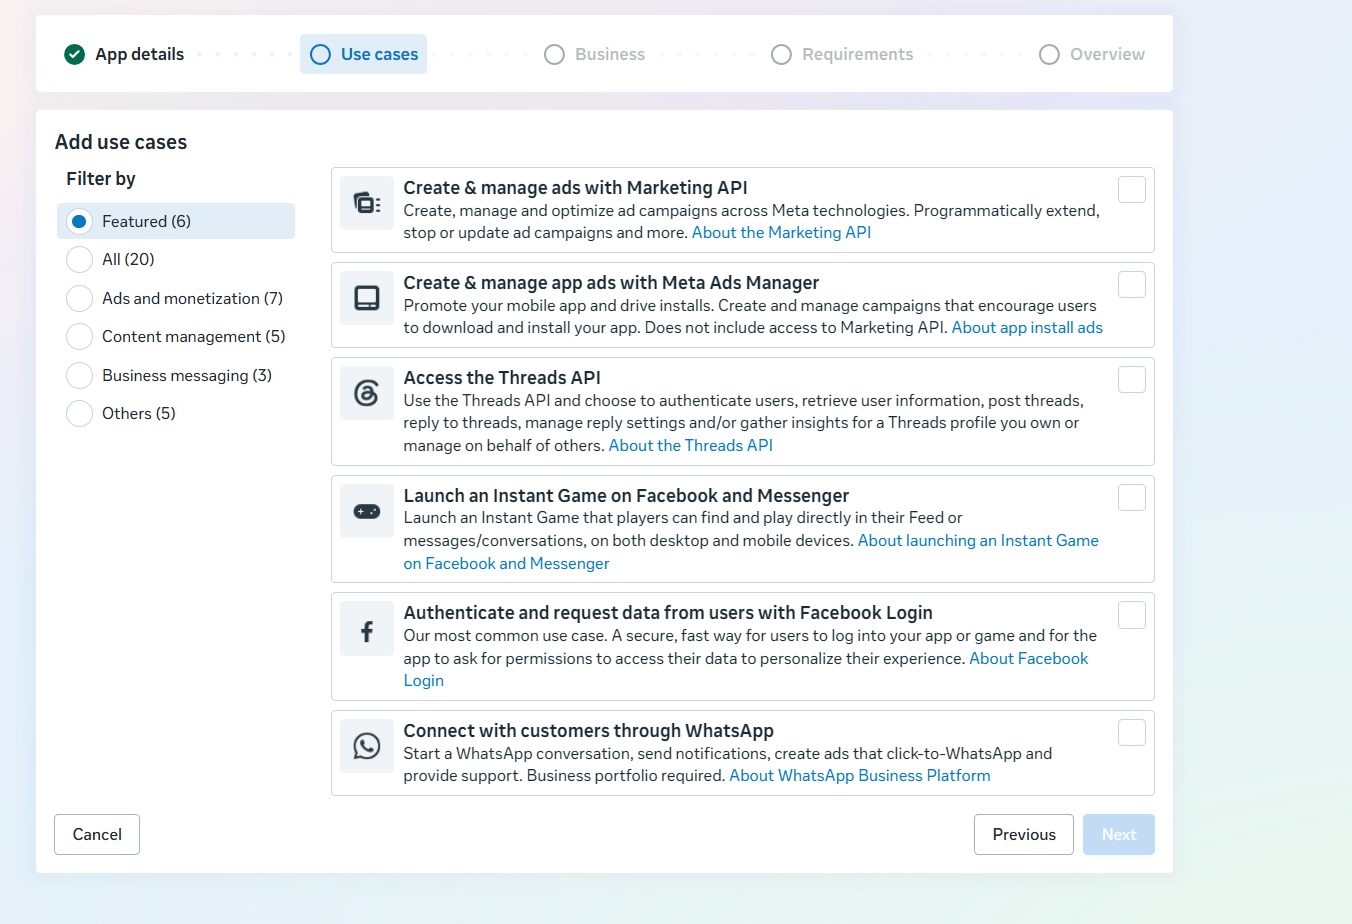 App details
Use cases
Business
Requirements
Overview
Add use cases
Filter by
Featured (6)
All (20)
Ads and monetization (7)
Content management (5)
Business messaging (3)
Others (5)
Create & manage ads with Marketing API
Create, manage and optimize ad campaigns across Meta technologies. Programmatically extend,
stop or update ad campaigns and more. About the Marketing API
Create & manage app ads with Meta Ads Manager
Promote your mobile app and drive installs. Create and manage campaigns that encourage users
to download and install your app. Does not include access to Marketing API. About app install ads
Access the Threads API
Use the Threads API and choose to authenticate users, retrieve user information, post threads,
reply to threads, manage reply settings and/or gather insights for a Threads profile you own or
manage on behalf of others. About the Threads API
Launch an Instant Game on Facebook and Messenger
Launch an Instant Game that players can find and play directly in their Feed or
messages/conversations, on both desktop and mobile devices. About launching an Instant Game
on Facebook and Messenger
Authenticate and request data from users with Facebook Login
Our most common use case. A secure, fast way for users to log into your app or game and for the
app to ask for permissions to access their data to personalize their experience. About Facebook
Login
Connect with customers through WhatsApp
Start a WhatsApp conversation, send notifications, create ads that click-to-WhatsApp and
provide support. Business portfolio required. About WhatsApp Business Platform
Cancel
Previous
Next